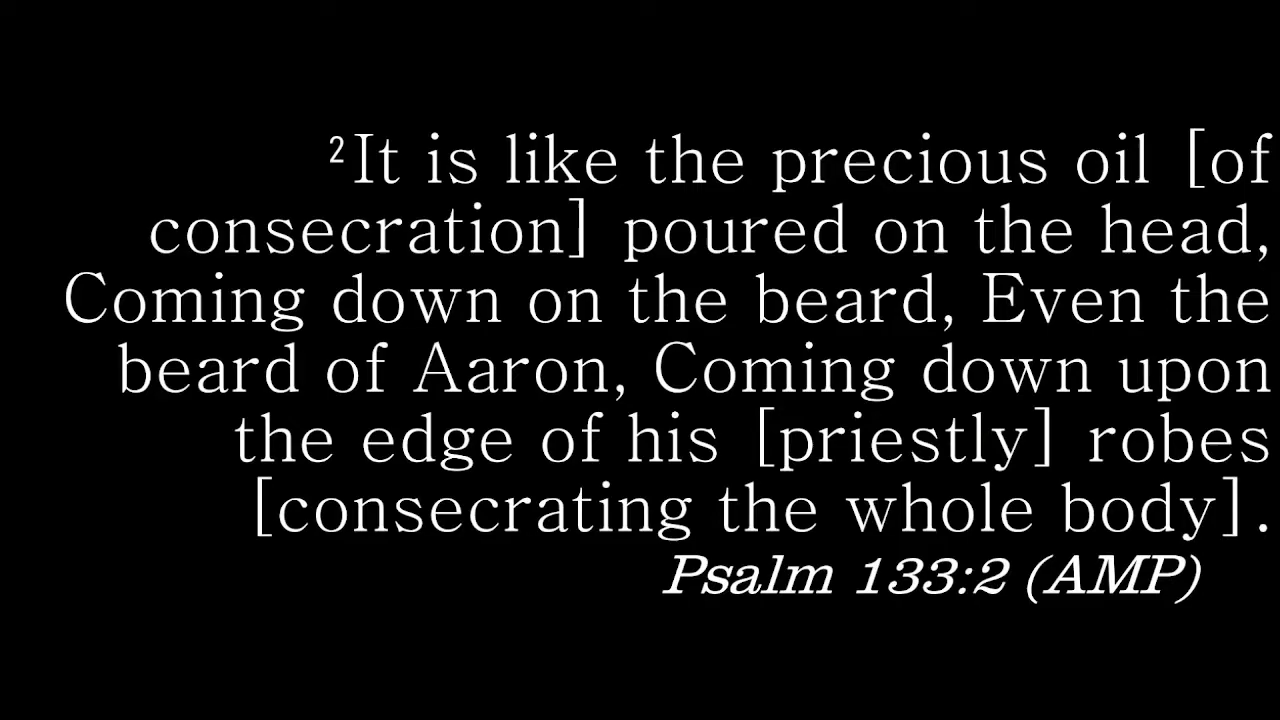 ²It is like the precious oil [of
consecration] poured on the head,
Coming down on the beard, Even the
beard of Aaron, Coming down upon
the edge of his [priestly] robes
[consecrating the whole body].
Psalm 133:2 (AMP)